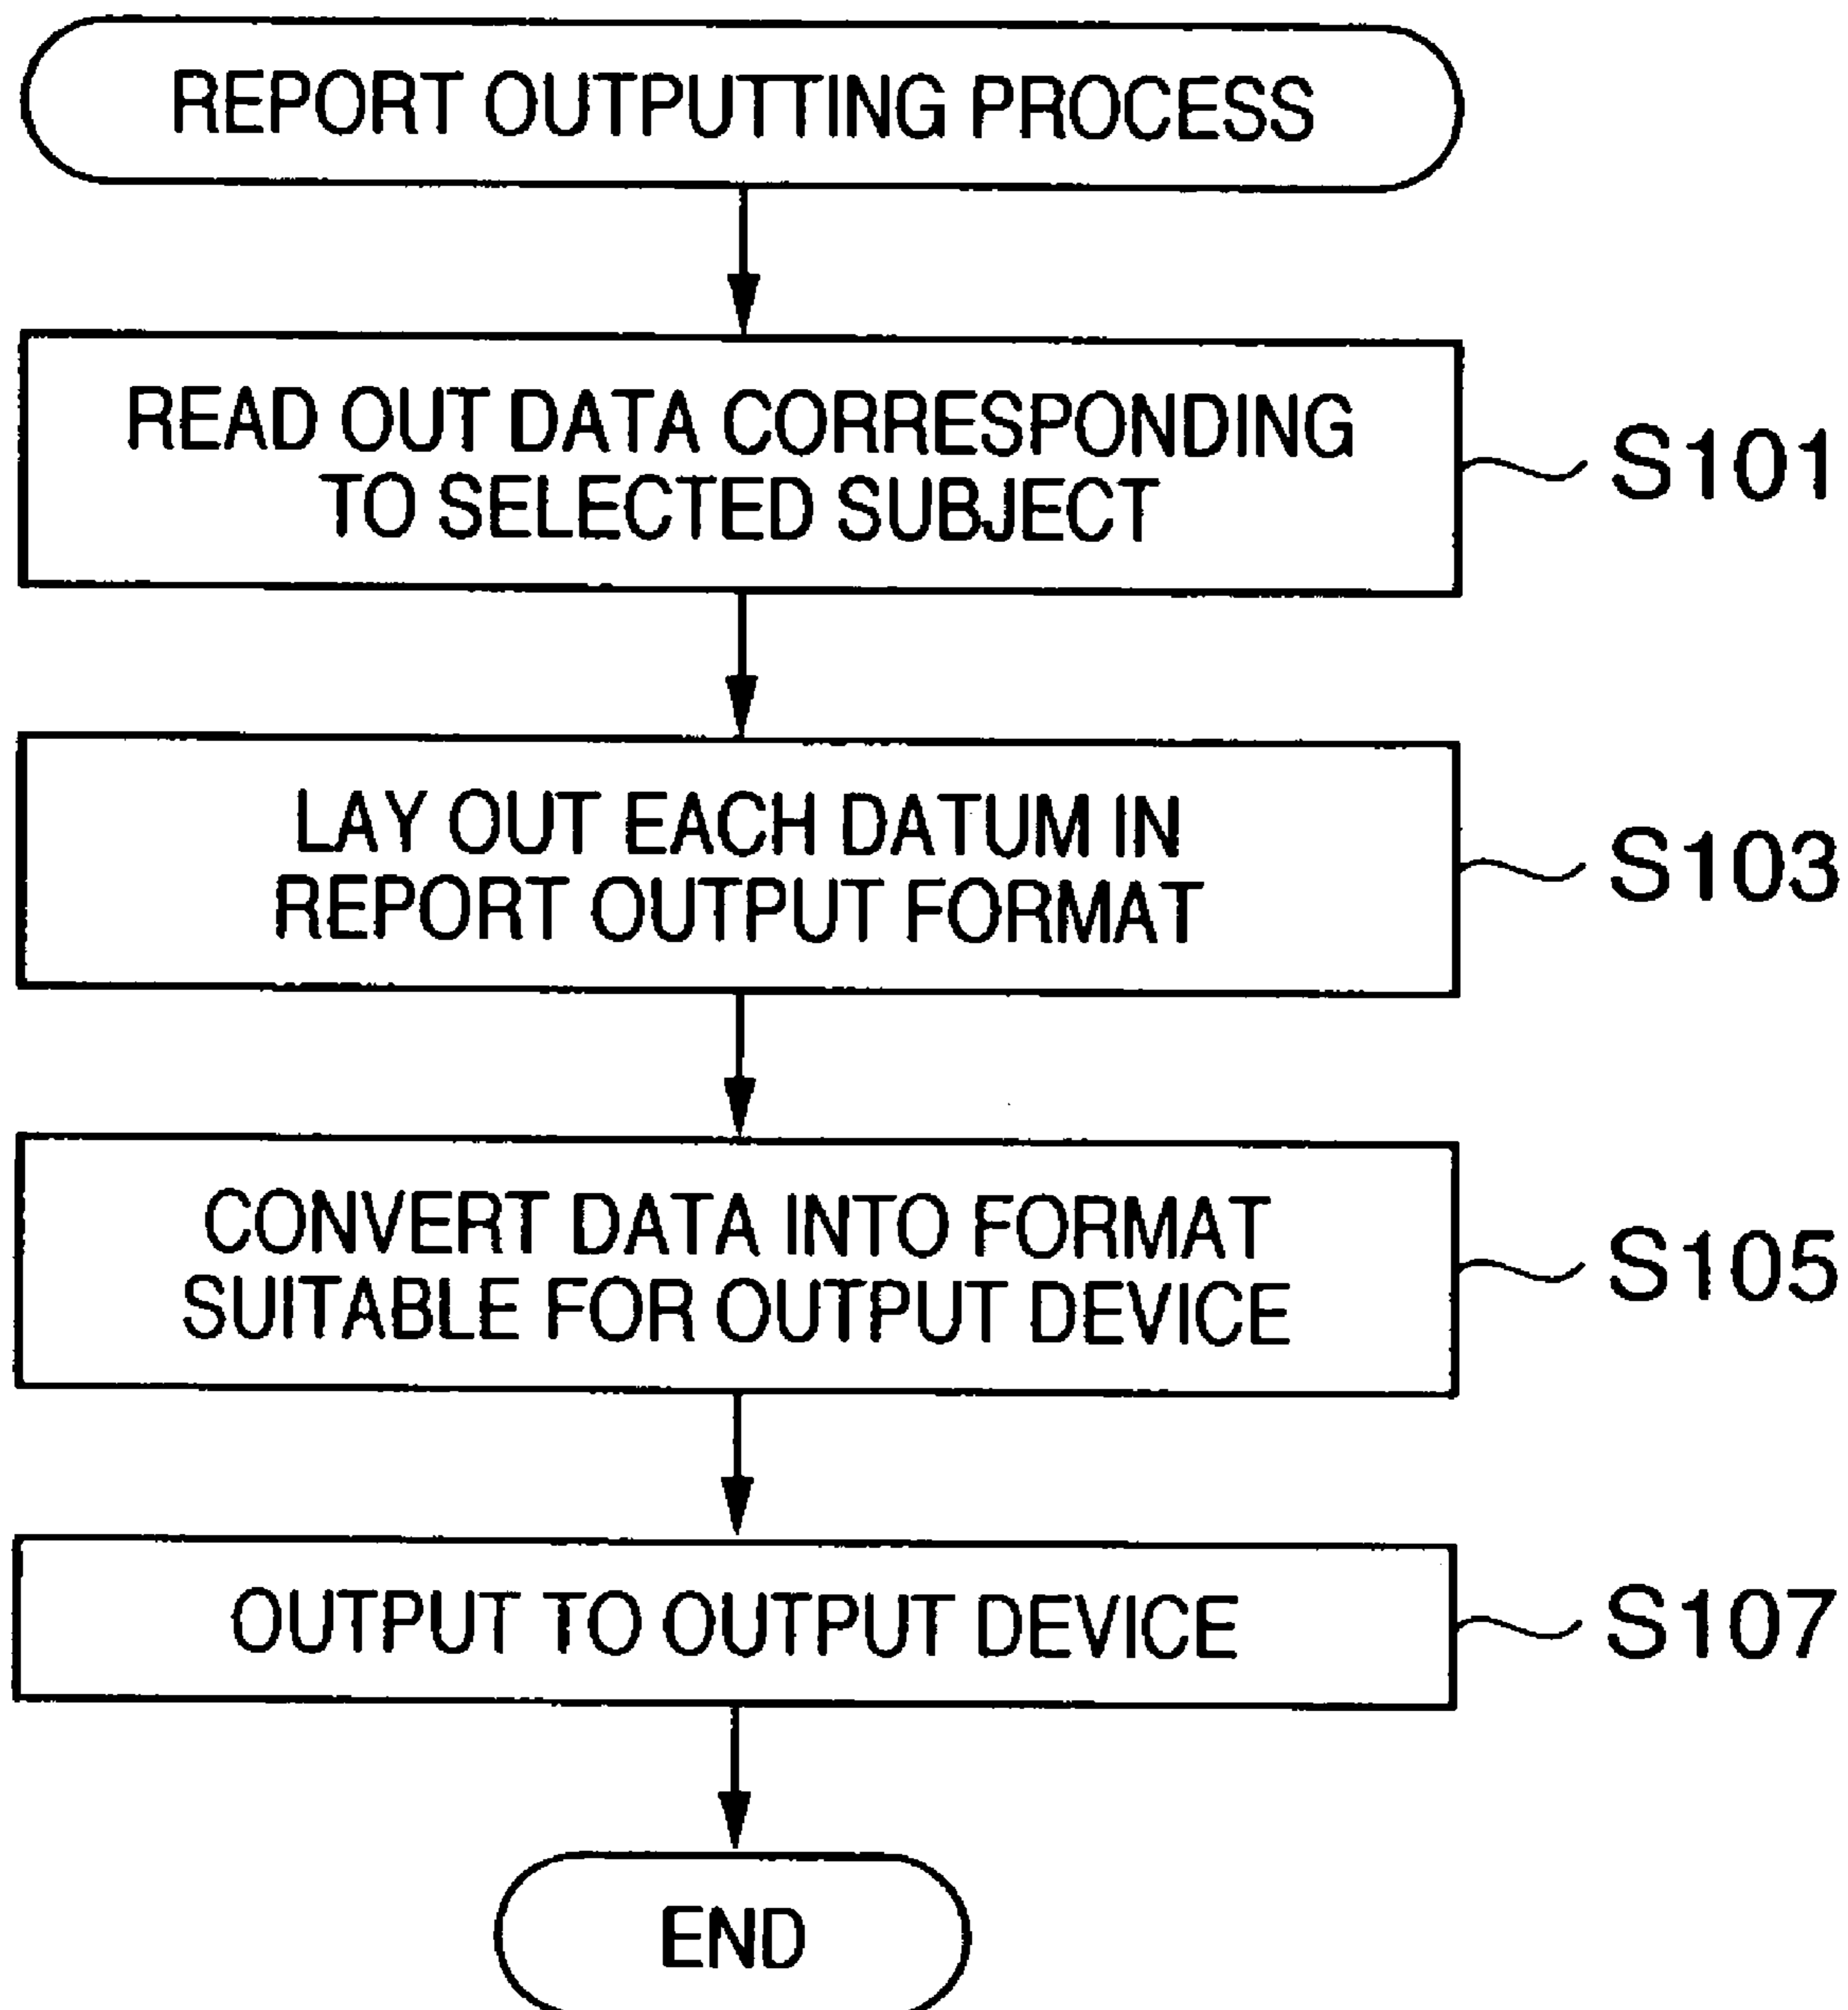 REPORT OUTPUTTING PROCESS
READ OUT DATA CORRESPONDING
TO SELECTED SUBJECT
S101
LAY OUT EACH DATUM IN
REPORT OUTPUT FORMAT
S103
CONVERT DATA INTO FORMAT
SUITABLE FOR OUTPUT DEVICE
S105
OUTPUT TO OUTPUT DEVICE
S107
END